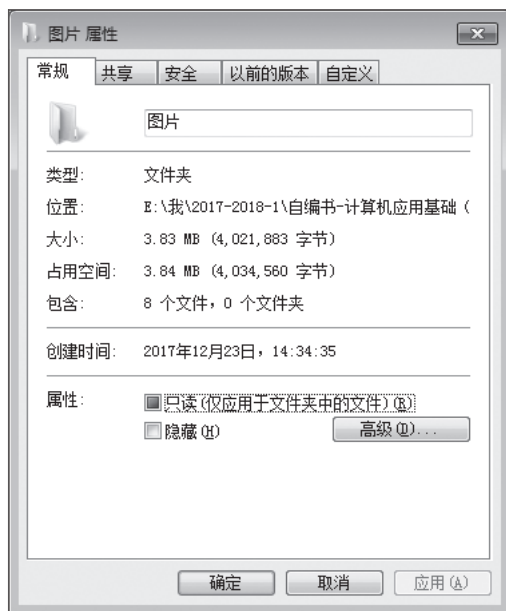 图片 属性
常规 共享 安全 以前的版本 自定义
图片
类型: 文件夹
位置: E:\我\2017-2018-1\自编书-计算机应用基础 (
大小: 3.83 MB (4,021,883 字节)
占用空间: 3.84 MB (4,034,560 字节)
包含: 8 个文件，0 个文件夹
创建时间: 2017年12月23日，14:34:35
属性: 只读(仅应用于文件夹中的文件)(R)
隐藏(H) 高级(D)...
确定 取消 应用(A)